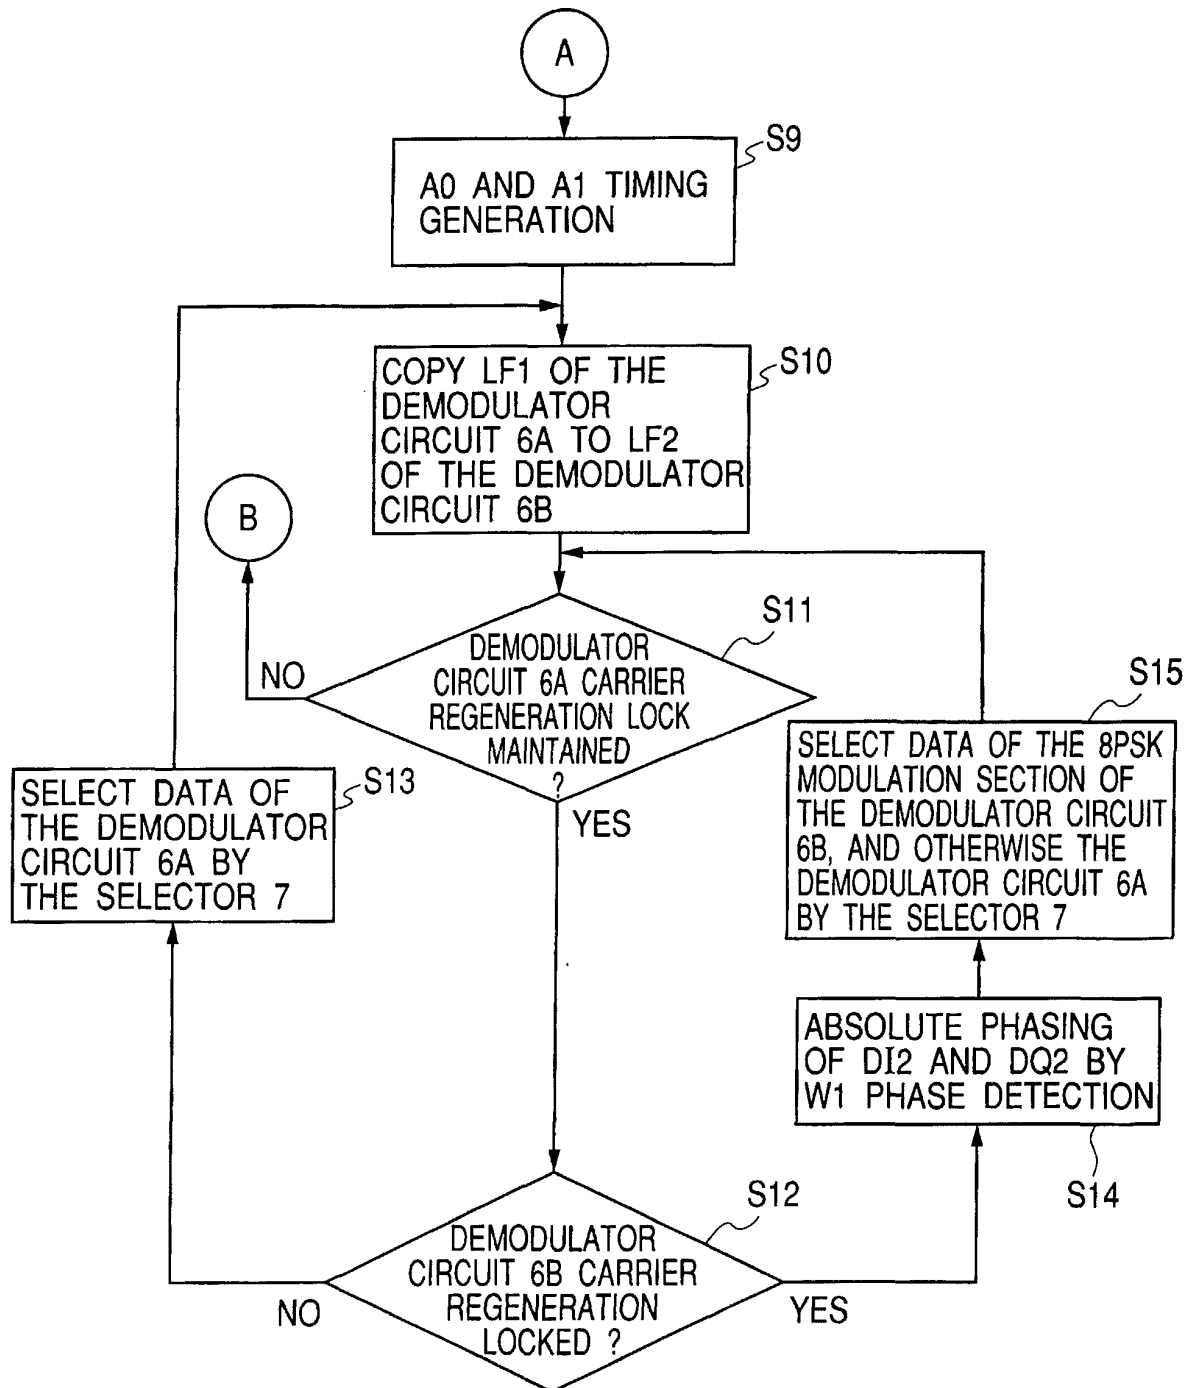 A
S9
A0 AND A1 TIMING
GENERATION
S10
COPY LF1 OF THE
DEMODULATOR
CIRCUIT 6A TO LF2
OF THE DEMODULATOR
CIRCUIT 6B
B
S11
DEMODULATOR
CIRCUIT 6A CARRIER
REGENERATION LOCK
MAINTAINED
?
NO
YES
S13
SELECT DATA OF
THE DEMODULATOR
CIRCUIT 6A BY
THE SELECTOR 7
S15
SELECT DATA OF THE 8PSK
MODULATION SECTION OF
THE DEMODULATOR CIRCUIT
6B, AND OTHERWISE THE
DEMODULATOR CIRCUIT 6A
BY THE SELECTOR 7
ABSOLUTE PHASING
OF DI2 AND DQ2 BY
W1 PHASE DETECTION
S14
S12
DEMODULATOR
CIRCUIT 6B CARRIER
REGENERATION
LOCKED ?
NO
YES